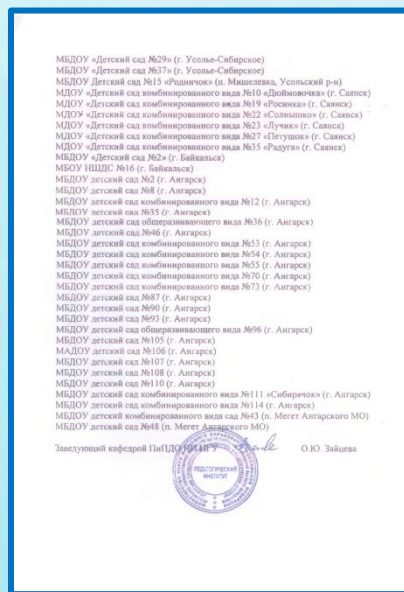 МБДОУ «Детский сад №29» (г. Усолье-Сибирское)
МБДОУ «Детский сад №37» (г. Усолье-Сибирское)
МБДОУ Детский сад №15 «Родничок» (п. Мишелевка, Усольский р-н)
МДОУ «Детский сад комбинированного вида №10 «Дюймовочка» (г. Саянск)
МДОУ «Детский сад комбинированного вида №19 «Росинка» (г. Саянск)
МДОУ «Детский сад комбинированного вида №22 «Солнышко» (г. Саянск)
МДОУ «Детский сад комбинированного вида №23 «Лучик» (г. Саянск)
МДОУ «Детский сад комбинированного вида №27 «Петушок» (г. Саянск)
МДОУ «Детский сад комбинированного вида №35 «Радуга» (г. Саянск)
МБДОУ «Детский сад №2» (г. Байкальск)
МБОУ НШДС №16 (г. Байкальск)
МБДОУ детский сад №2 (г. Ангарск)
МБДОУ детский сад №8 (г. Ангарск)
МБДОУ детский сад комбинированного вида №12 (г. Ангарск)
МБДОУ детский сад №35 (г. Ангарск)
МБДОУ детский сад общеразвивающего вида №36 (г. Ангарск)
МБДОУ детский сад №46 (г. Ангарск)
МБДОУ детский сад комбинированного вида №53 (г. Ангарск)
МБДОУ детский сад комбинированного вида №54 (г. Ангарск)
МБДОУ детский сад комбинированного вида №55 (г. Ангарск)
МБДОУ детский сад комбинированного вида №70 (г. Ангарск)
МБДОУ детский сад комбинированного вида №73 (г. Ангарск)
МБДОУ детский сад №87 (г. Ангарск)
МБДОУ детский сад №90 (г. Ангарск)
МБДОУ детский сад №93 (г. Ангарск)
МБДОУ детский сад общеразвивающего вида №96 (г. Ангарск)
МБДОУ детский сад №105 (г. Ангарск)
МАДОУ детский сад №106 (г. Ангарск)
МБДОУ детский сад №107 (г. Ангарск)
МБДОУ детский сад №108 (г. Ангарск)
МБДОУ детский сад №110 (г. Ангарск)
МБДОУ детский сад комбинированного вида №111 «Сибирячок» (г. Ангарск)
МБДОУ детский сад комбинированного вида №114 (г. Ангарск)
МБДОУ детский комбинированного вида сад №43 (п. Мегет Ангарского МО)
МБДОУ детский сад №48 (п. Мегет Ангарского МО)
Заведующий кафедрой ПиПДО ПИ ИГУ О.Ю. Зайцева
ПЕДАГОГИЧЕСКИЙ
ИНСТИТУТ